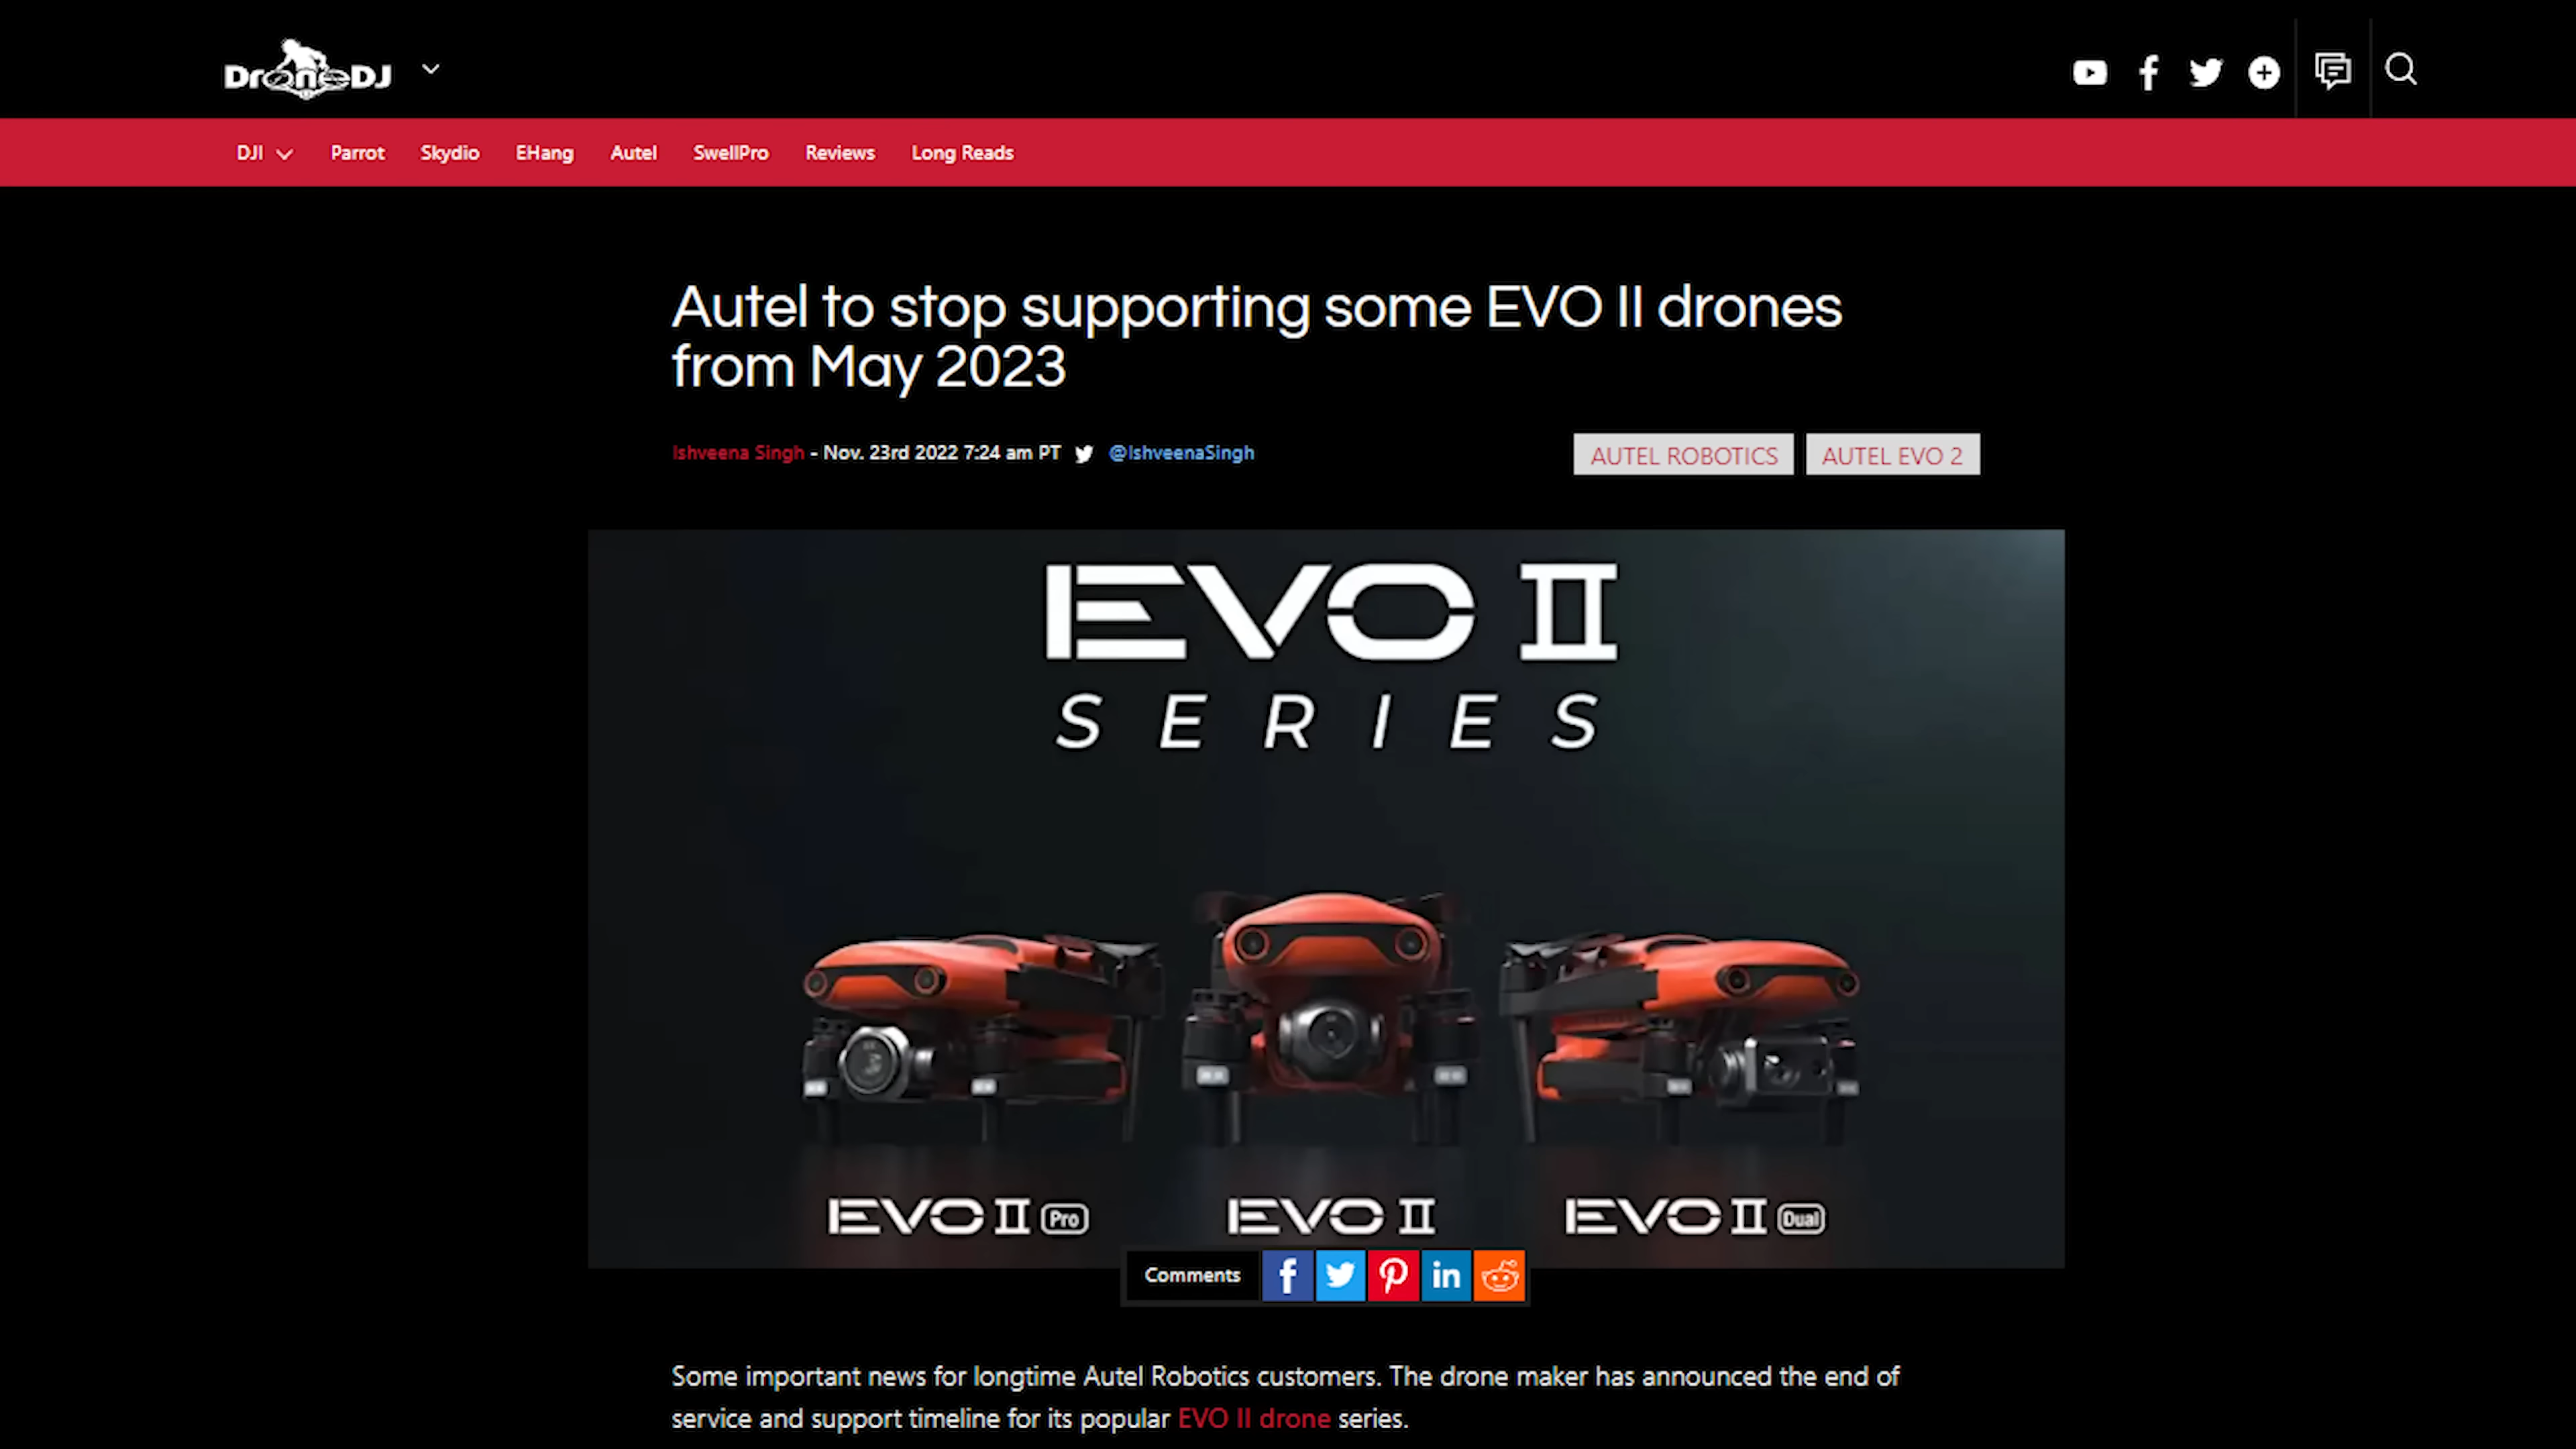 DroneDJ
DJI Parrot Skydio EHang Autel SwellPro Reviews Long Reads
Autel to stop supporting some EVO II drones
from May 2023
Ishveena Singh - Nov. 23rd 2022 7:24 am PT @IshveenaSingh
AUTEL ROBOTICS AUTEL EVO 2
EVO II
SERIES
EVO II Pro EVO II EVO II Dual
Comments
Some important news for longtime Autel Robotics customers. The drone maker has announced the end of
service and support timeline for its popular EVO II drone series.